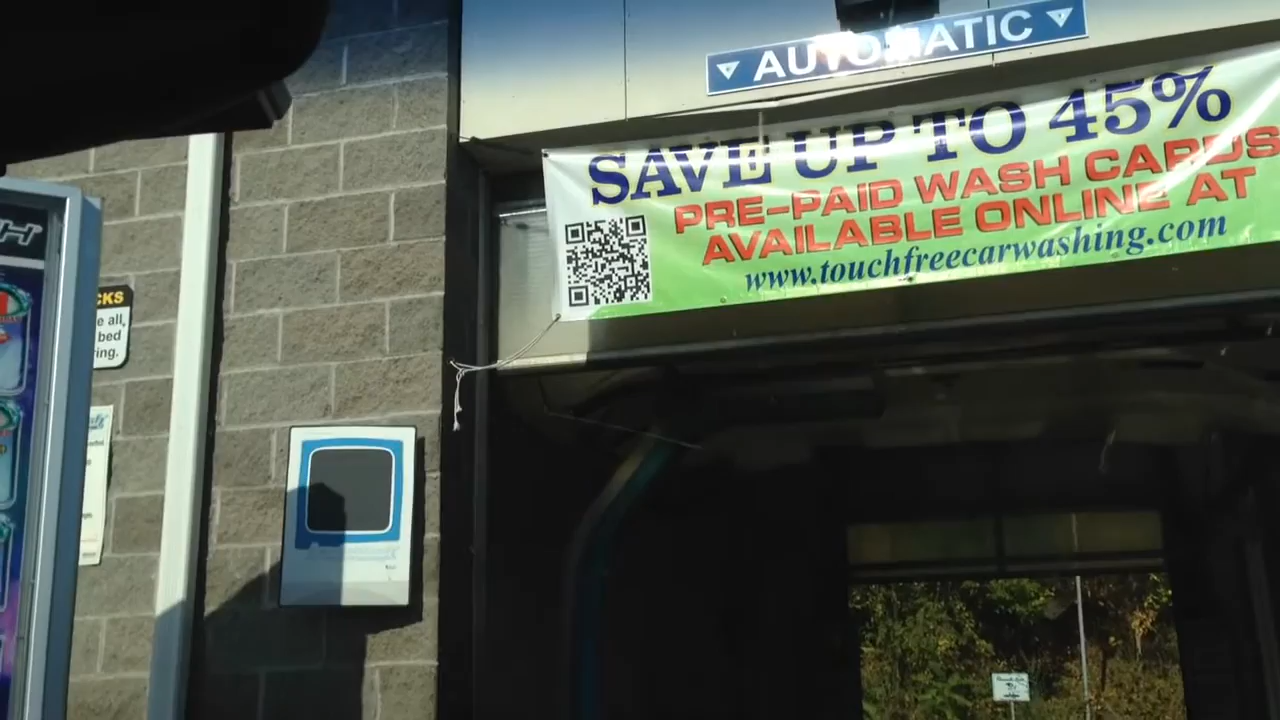 AUTOMATIC
SAVE UP TO 45%
PRE-PAID WASH CARDS
AVAILABLE ONLINE AT
www.touchfreecarwashing.com
CKS
e all,
bed
ring.